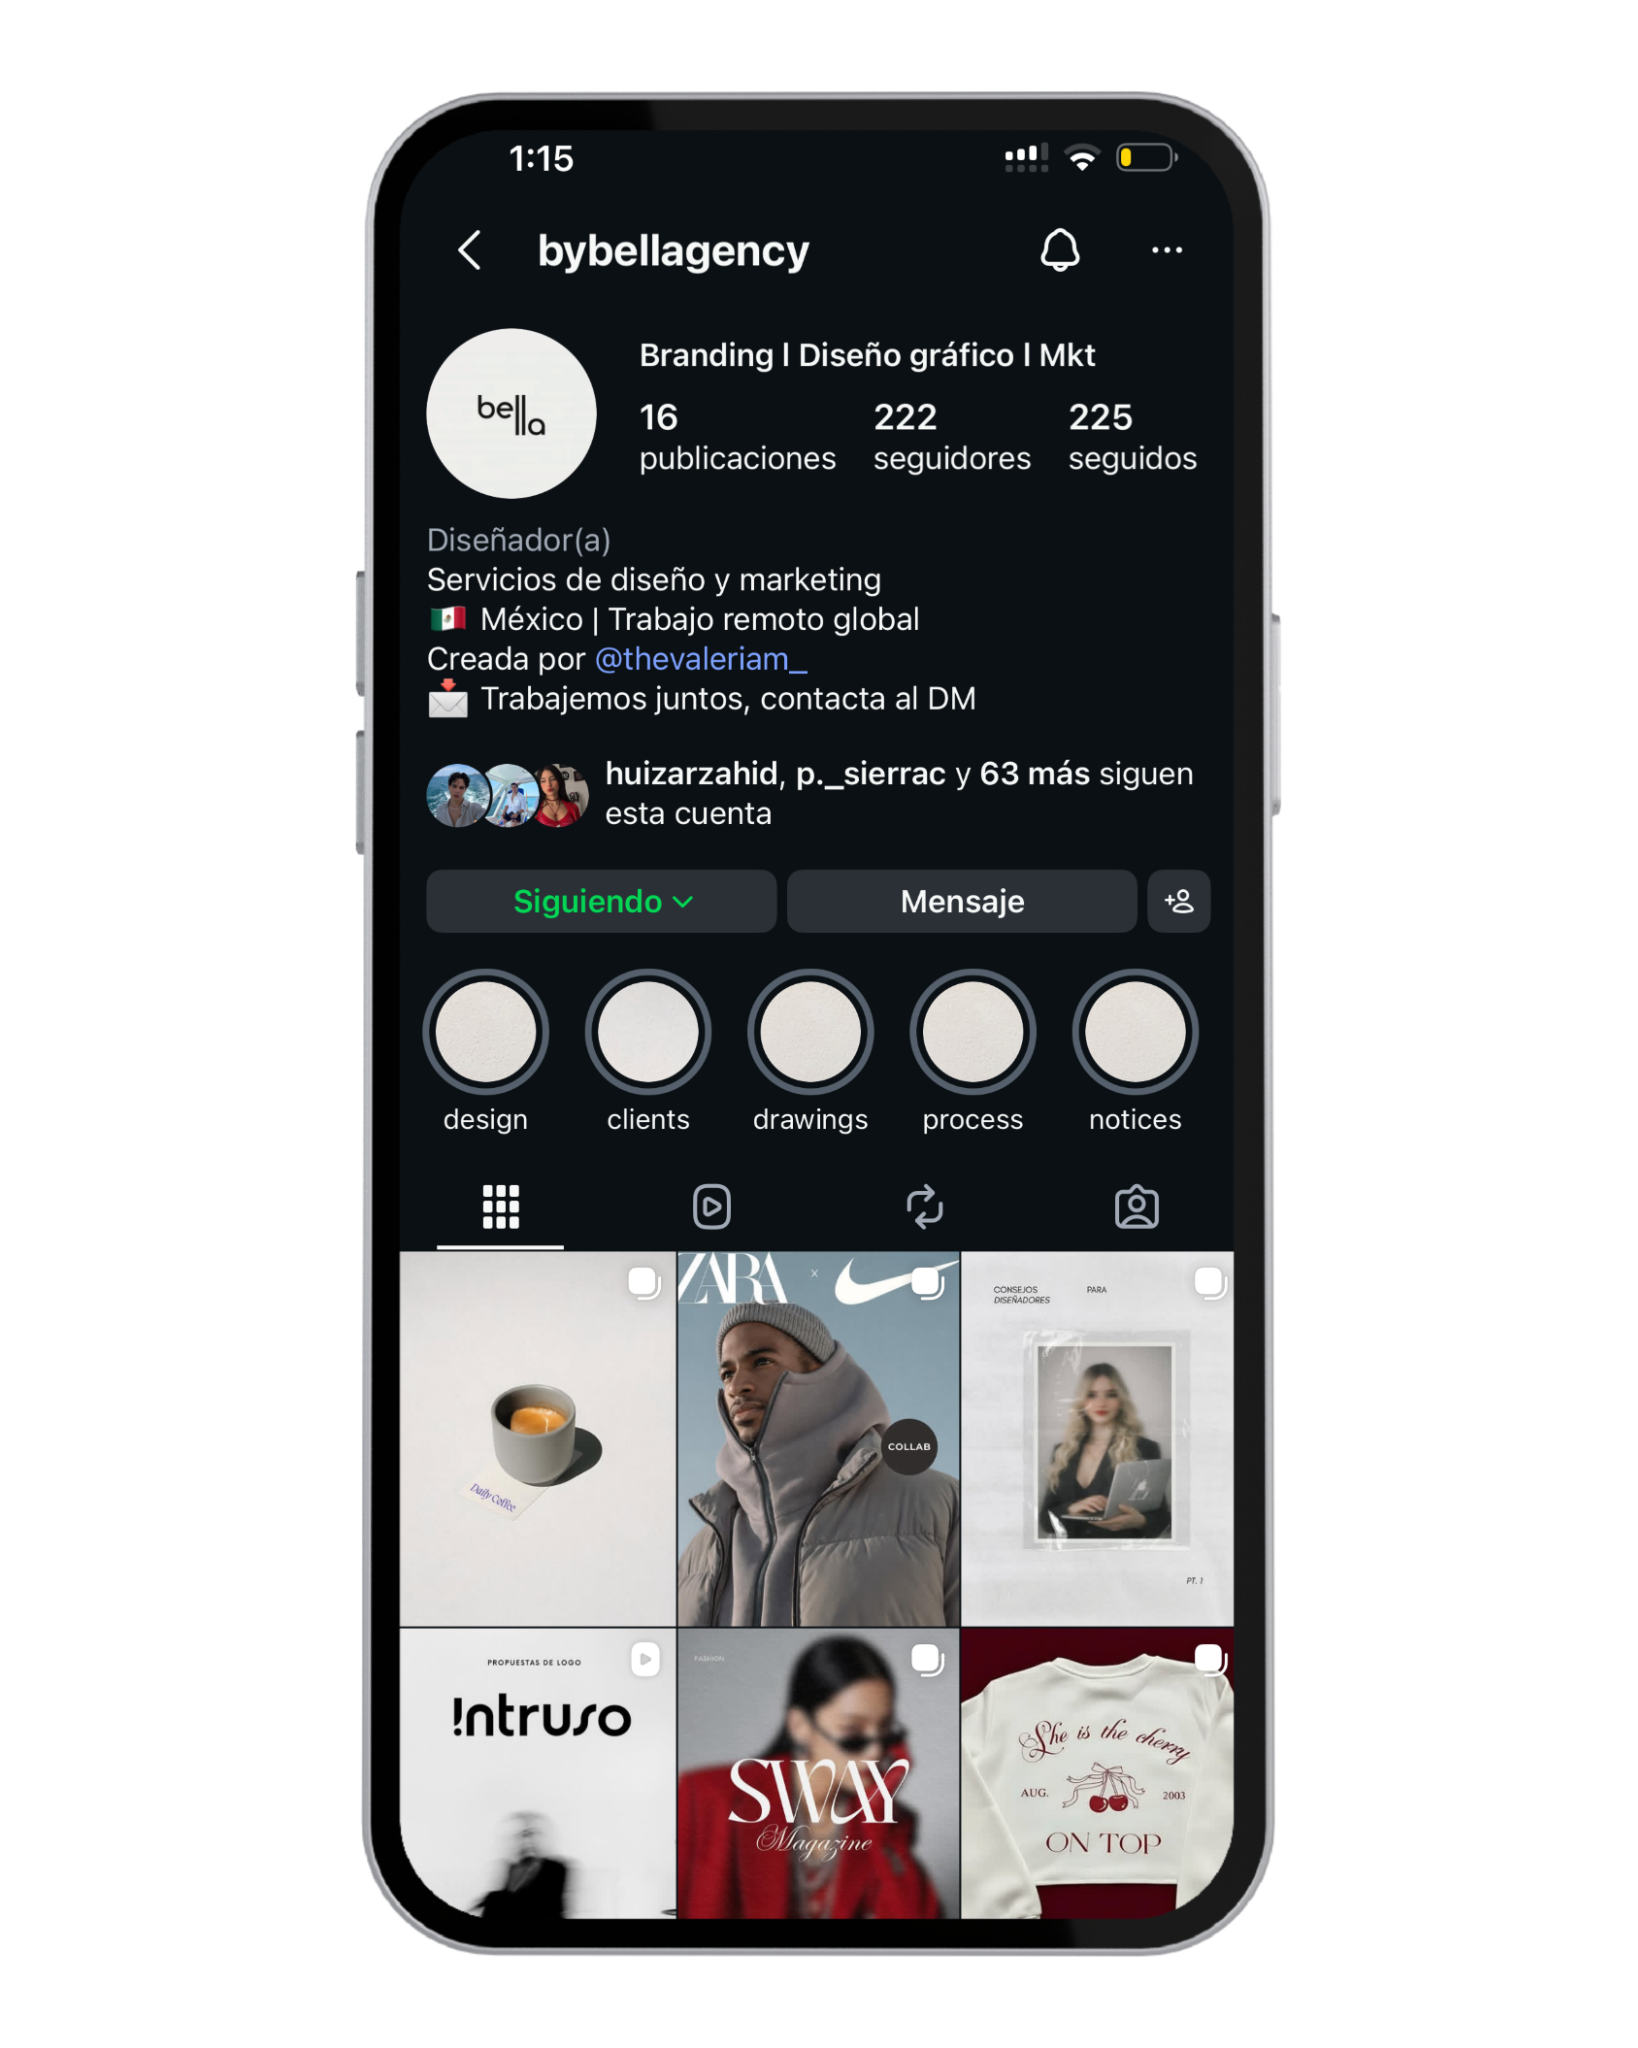 1:15
bybellagency
bella
Branding l Diseño gráfico l Mkt
16 222 225
publicaciones seguidores seguidos
Diseñador(a)
Servicios de diseño y marketing
🇲🇽 México | Trabajo remoto global
Creada por @thevaleriam_
📩 Trabajemos juntos, contacta al DM
huizarzahid, p._sierrac y 63 más siguen
esta cuenta
Siguiendo Mensaje
design clients drawings process notices
Daily Coffee
ZARA x
COLLAB
CONSEJOS PARA
DISEÑADORES
PT. 1
PROPUESTAS DE LOGO
!ntruso
FASHION
SWAY
Magazine
She is the cherry
AUG. 2003
ON TOP